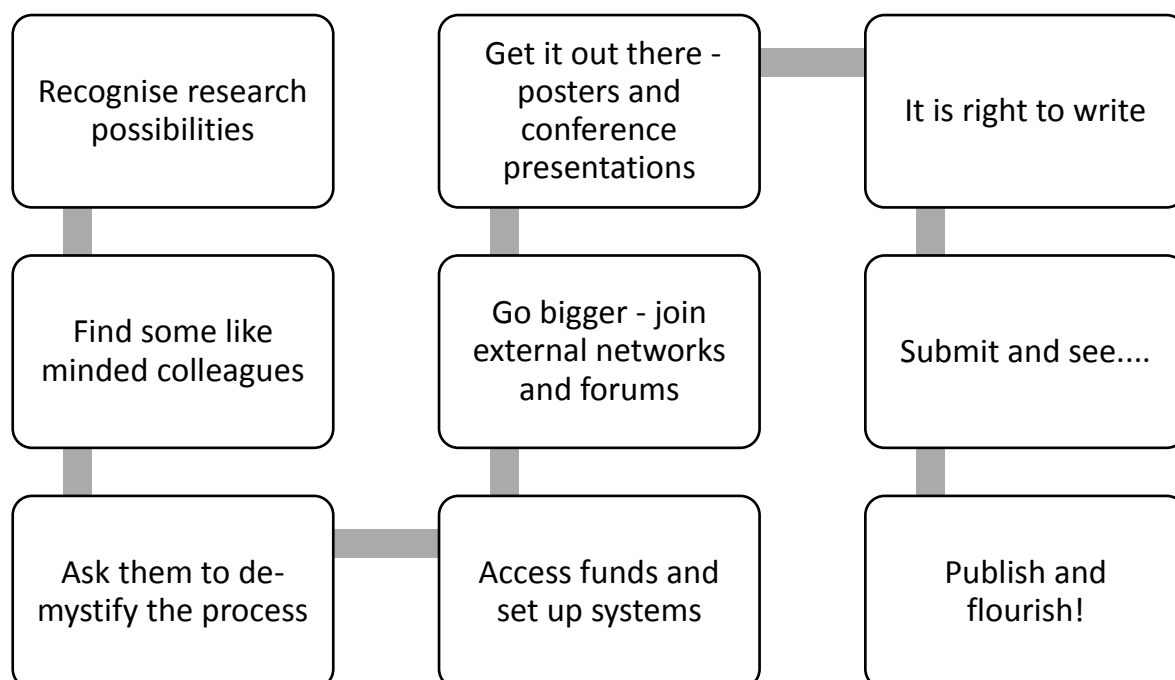 Recognise research
possibilities
Find some like
minded colleagues
Ask them to de-
mystify the process
Access funds and
set up systems
Go bigger - join
external networks
and forums
Get it out there -
posters and
conference
presentations
It is right to write
Submit and see....
Publish and
flourish!